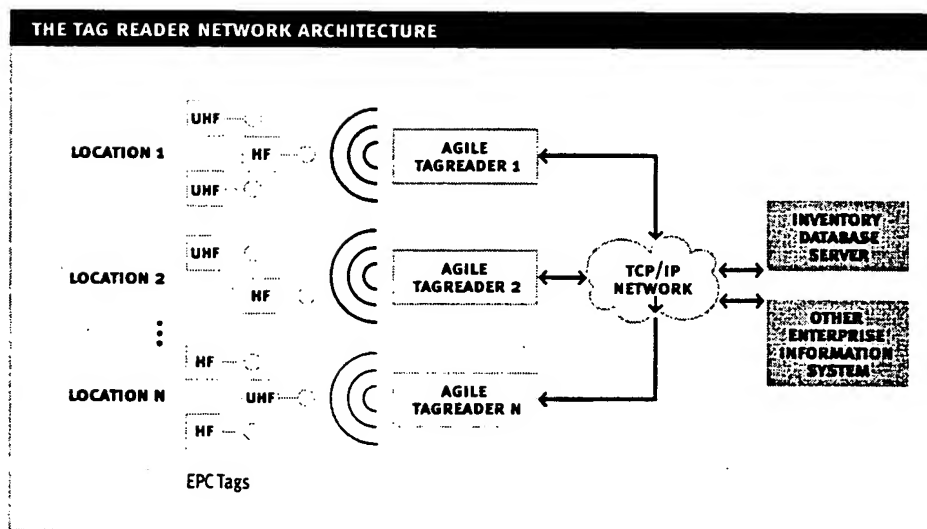 THE TAG READER NETWORK ARCHITECTURE
UHF
LOCATION 1
HF
UHF
AGILE
TAGREADER 1
UHF
LOCATION 2
HF
AGILE
TAGREADER 2
TCP/IP
NETWORK
INVENTORY
DATABASE
SERVER
OTHER
ENTERPRISE
INFORMATION
SYSTEM
HF
LOCATION N
UHF
HF
AGILE
TAGREADER N
EPC Tags